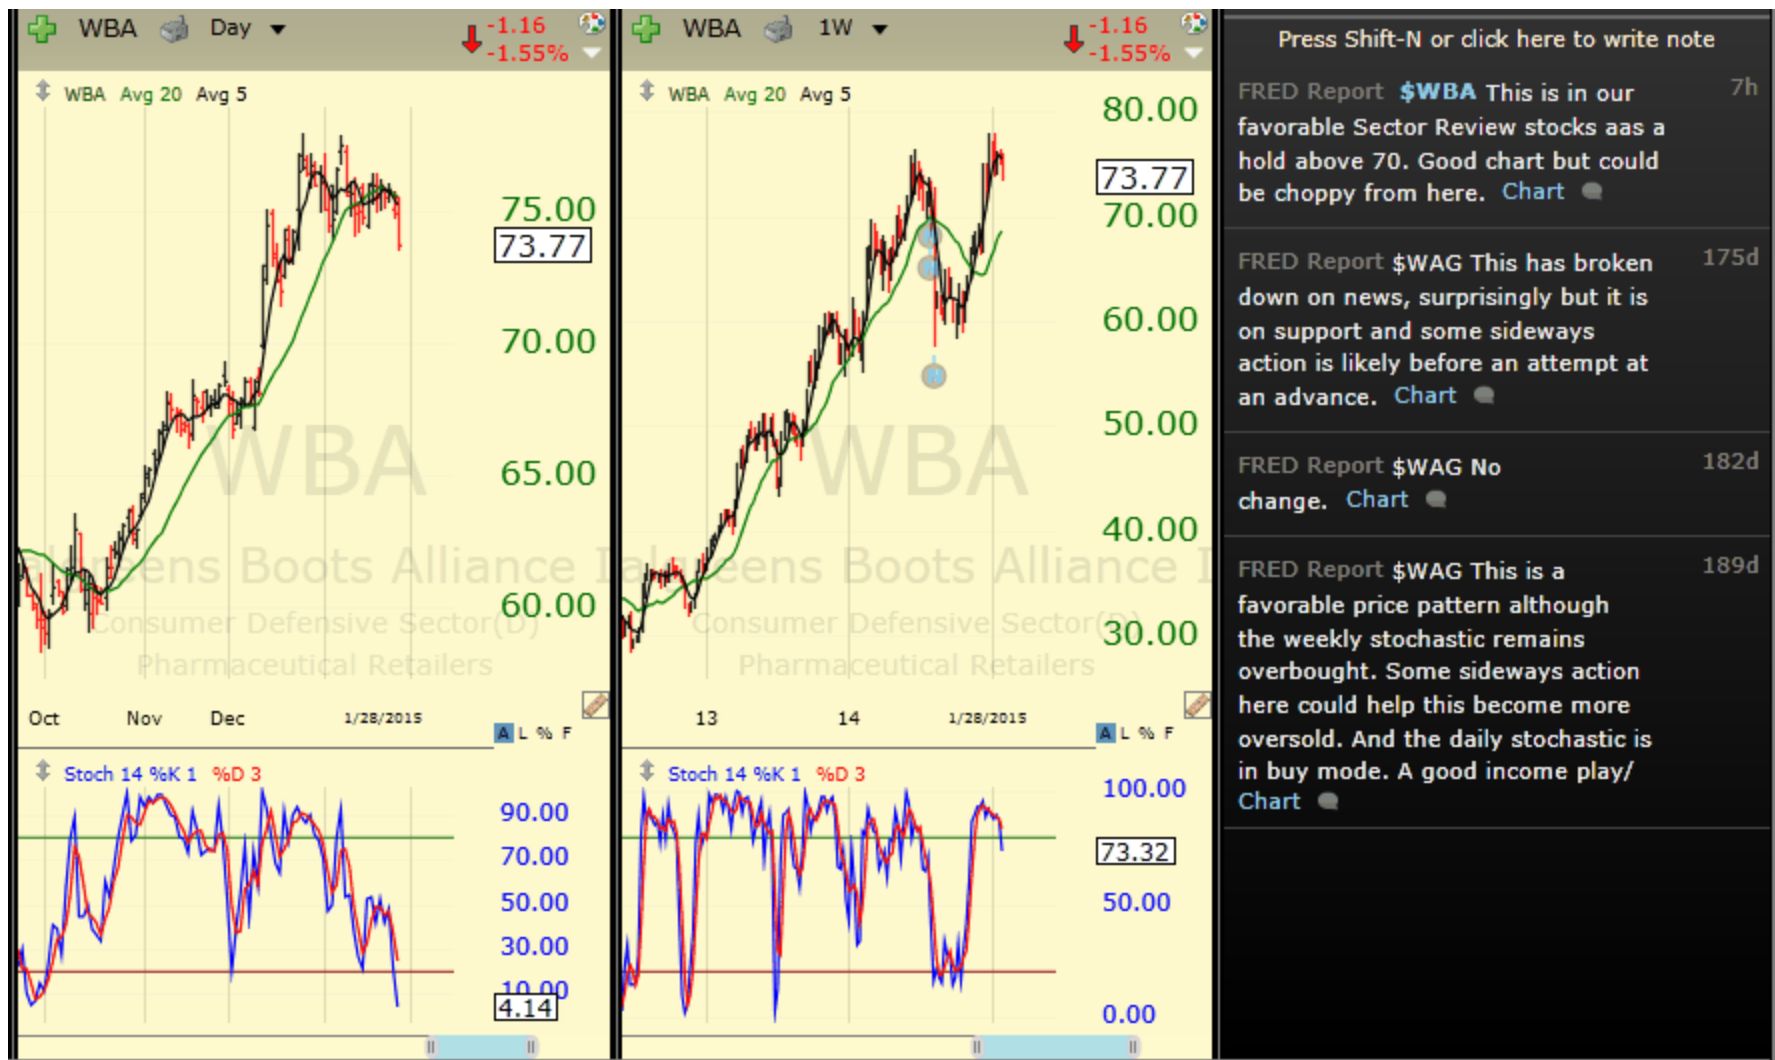 WBA Day -1.16
-1.55%
WBA Avg 20 Avg 5
75.00
73.77
70.00
65.00
60.00
WBA
Boots Alliance
Consumer Defensive Sector(D)
Pharmaceutical Retailers
Oct Nov Dec 1/28/2015
A L % F
Stoch 14 %K 1 %D 3
90.00
70.00
50.00
30.00
10.00
4.14
WBA 1W -1.16
-1.55%
WBA Avg 20 Avg 5
80.00
73.77
70.00
60.00
50.00
40.00
30.00
WBA
Boots Alliance
Consumer Defensive Sector(D)
Pharmaceutical Retailers
13 14 1/28/2015
A L % F
Stoch 14 %K 1 %D 3
100.00
73.32
50.00
0.00
Press Shift-N or click here to write note
FRED Report $WBA This is in our 7h
favorable Sector Review stocks aas a
hold above 70. Good chart but could
be choppy from here. Chart
FRED Report $WAG This has broken 175d
down on news, surprisingly but it is
on support and some sideways
action is likely before an attempt at
an advance. Chart
FRED Report $WAG No 182d
change. Chart
FRED Report $WAG This is a 189d
favorable price pattern although
the weekly stochastic remains
overbought. Some sideways action
here could help this become more
oversold. And the daily stochastic is
in buy mode. A good income play/
Chart